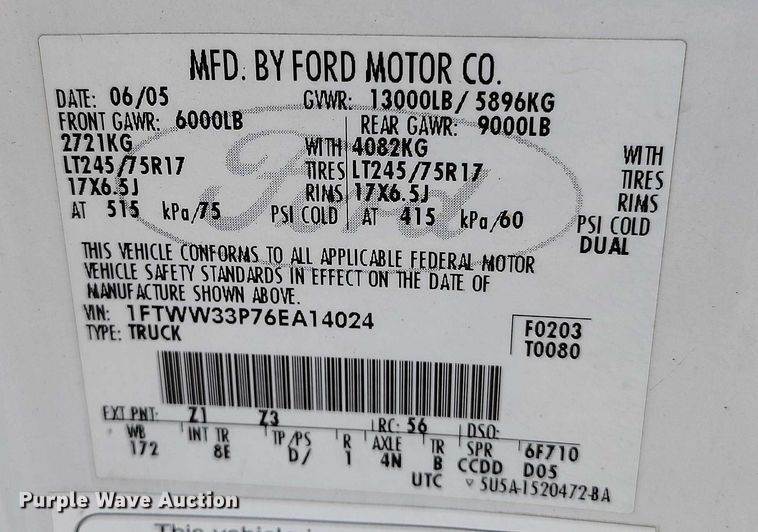 MFD. BY FORD MOTOR CO.
DATE: 06/05 GVWR: 13000LB/ 5896KG
FRONT GAWR: 6000LB REAR GAWR: 9000LB
2721KG WITH 4082KG WITH
LT245/75R17 TIRES LT245/75R17 TIRES
17X6.5J RIMS 17X6.5J RIMS
AT 515 kPa/75 PSI COLD AT 415 kPa/60 PSI COLD
DUAL
Ford
THIS VEHICLE CONFORMS TO ALL APPLICABLE FEDERAL MOTOR
VEHICLE SAFETY STANDARDS IN EFFECT ON THE DATE OF
MANUFACTURE SHOWN ABOVE.
VIN: 1FTWW33P76EA14024
TYPE: TRUCK
F0203
T0080
EXT PNT: Z1 Z3 RC: 56 DSO:
WB INT TR TP/PS R AXLE TR SPR 6F710
172 8E D/ 1 4N B CCDD D05
UTC ▽ 5U5A-1520472-BA
Purple Wave Auction